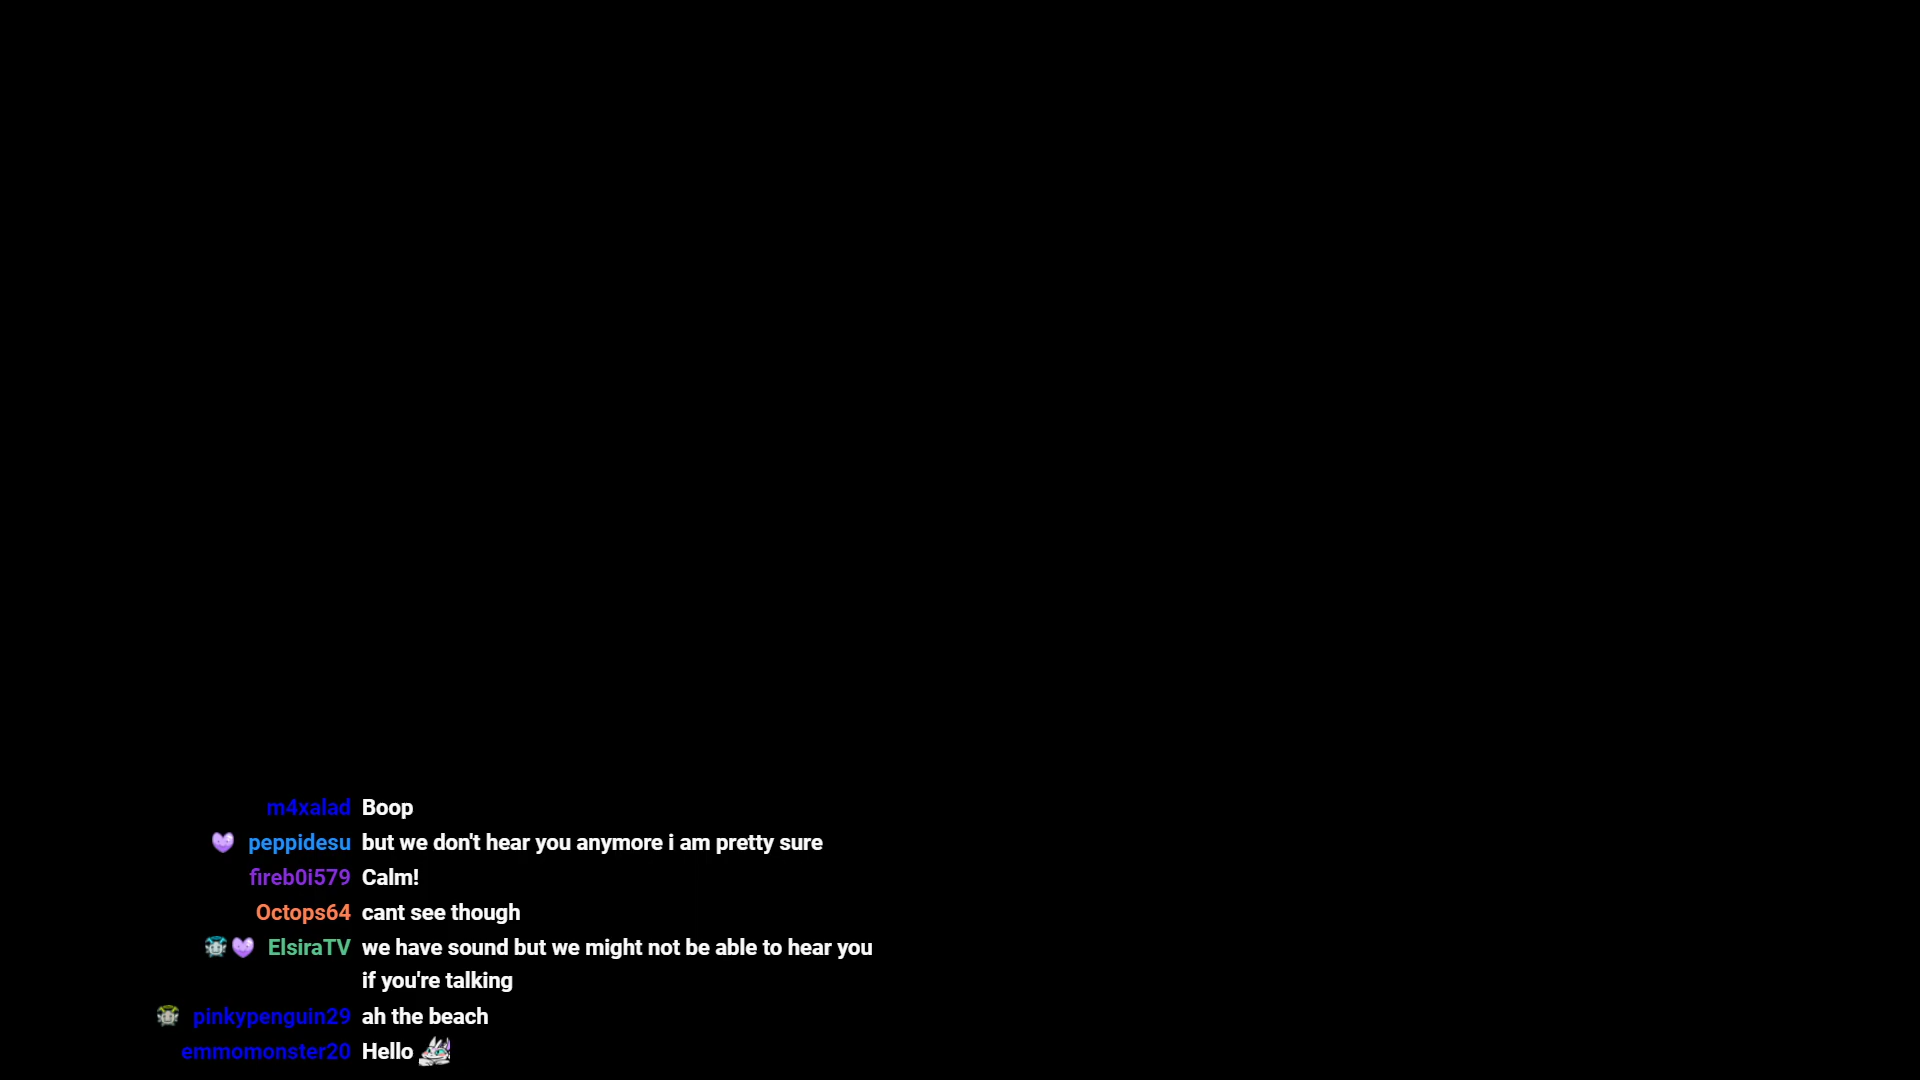 m4xalad Boop
peppidesu but we don't hear you anymore i am pretty sure
fireb0i579 Calm!
Octops64 cant see though
ElsiraTV we have sound but we might not be able to hear you
if you're talking
pinkypenguin29 ah the beach
emmomonster20 Hello